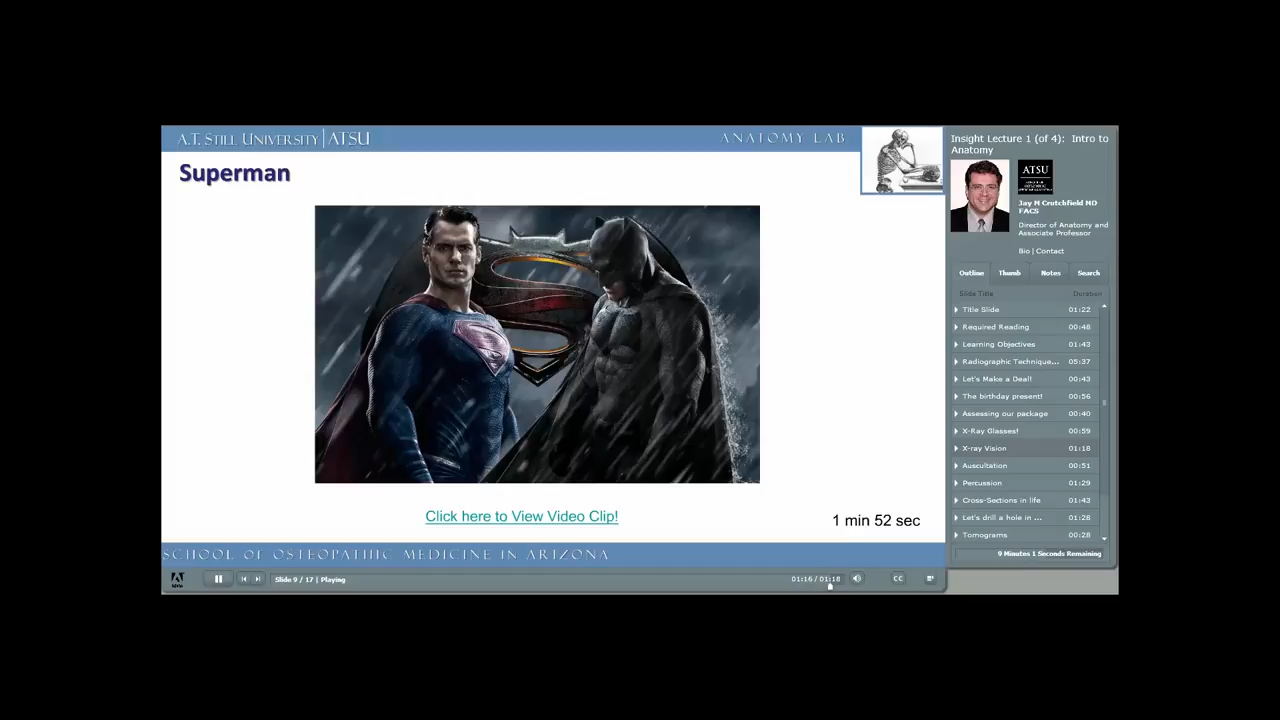 A.T. STILL UNIVERSITY | ATSU
ANATOMY LAB
Superman
Click here to View Video Clip!
1 min 52 sec
SCHOOL OF OSTEOPATHIC MEDICINE IN ARIZONA
Slide 9 / 17 | Playing
01:16 / 01:18
CC
Insight Lecture 1 (of 4): Intro to
Anatomy
ATSU
Jay M Crutchfield MD
FACS
Director of Anatomy and
Associate Professor
Bio | Contact
Outline Thumb Notes Search
Slide Title Duration
Title Slide 01:22
Required Reading 00:48
Learning Objectives 01:43
Radiographic Technique... 05:37
Let's Make a Deal! 00:43
The birthday present! 00:56
Assessing our package 00:40
X-Ray Glasses! 00:59
X-ray Vision 01:18
Auscultation 00:51
Percussion 01:29
Cross-Sections in life 01:43
Let's drill a hole in ... 01:28
Tomograms 00:28
9 Minutes 1 Seconds Remaining